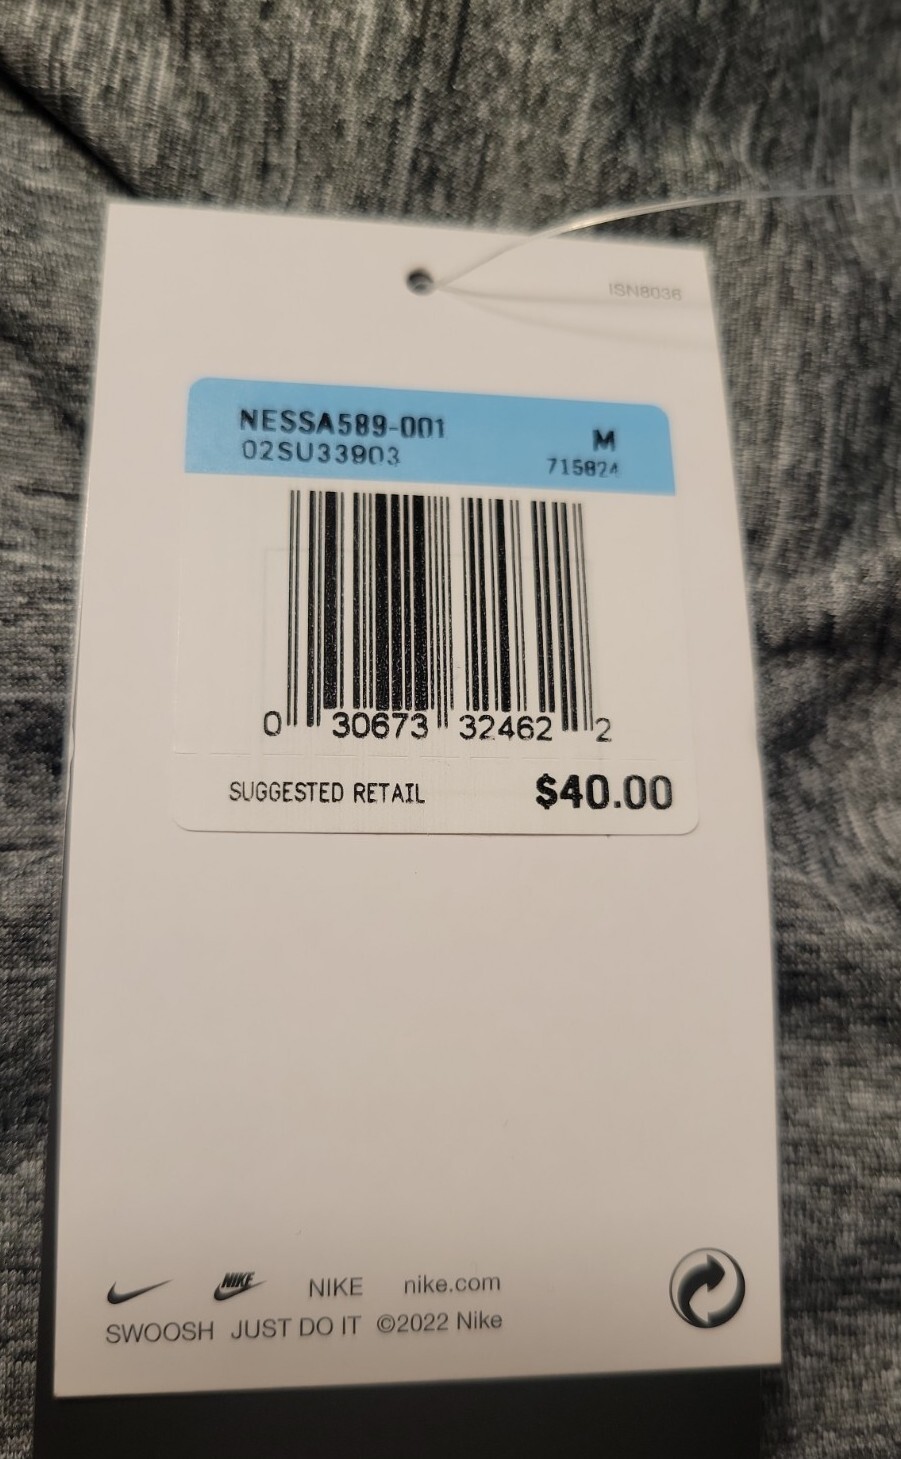 ISN8036
NESSA589-001
M
02SU33903
715824
0 30673 32462 2
SUGGESTED RETAIL $40.00
NIKE NIKE nike.com
SWOOSH JUST DO IT ©2022 Nike